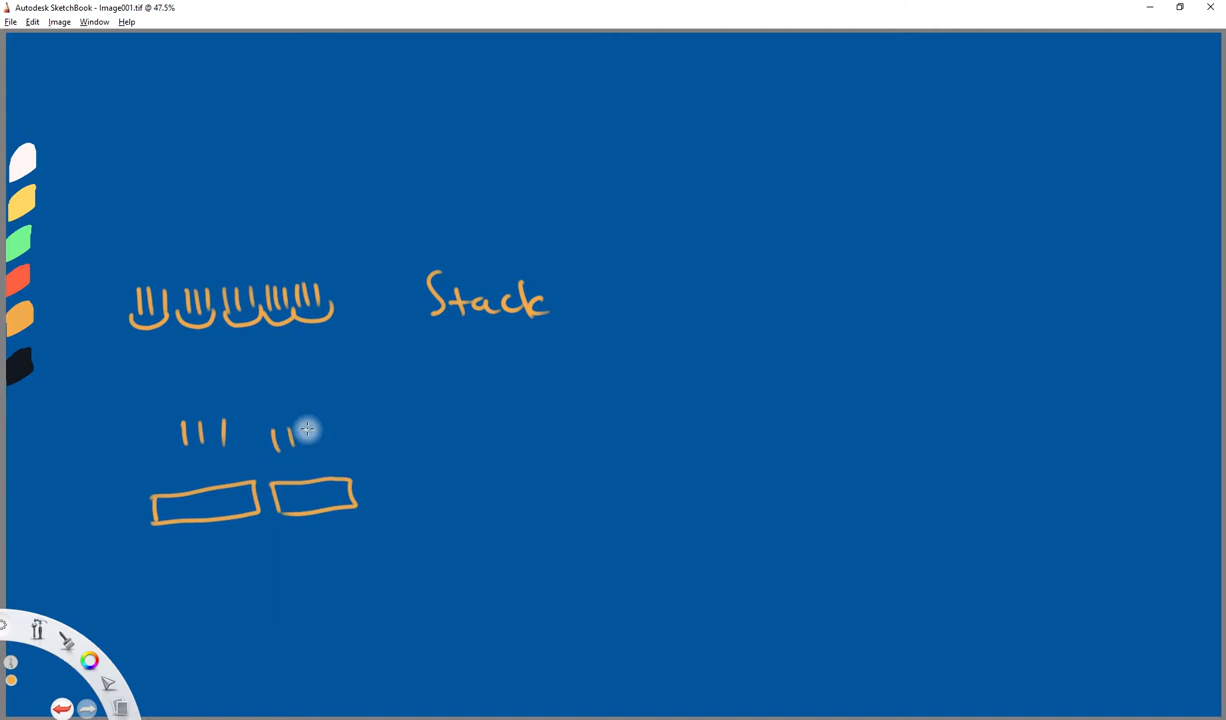 Autodesk SketchBook - Image001.tif @ 47.5%
File Edit Image Window Help
Stack